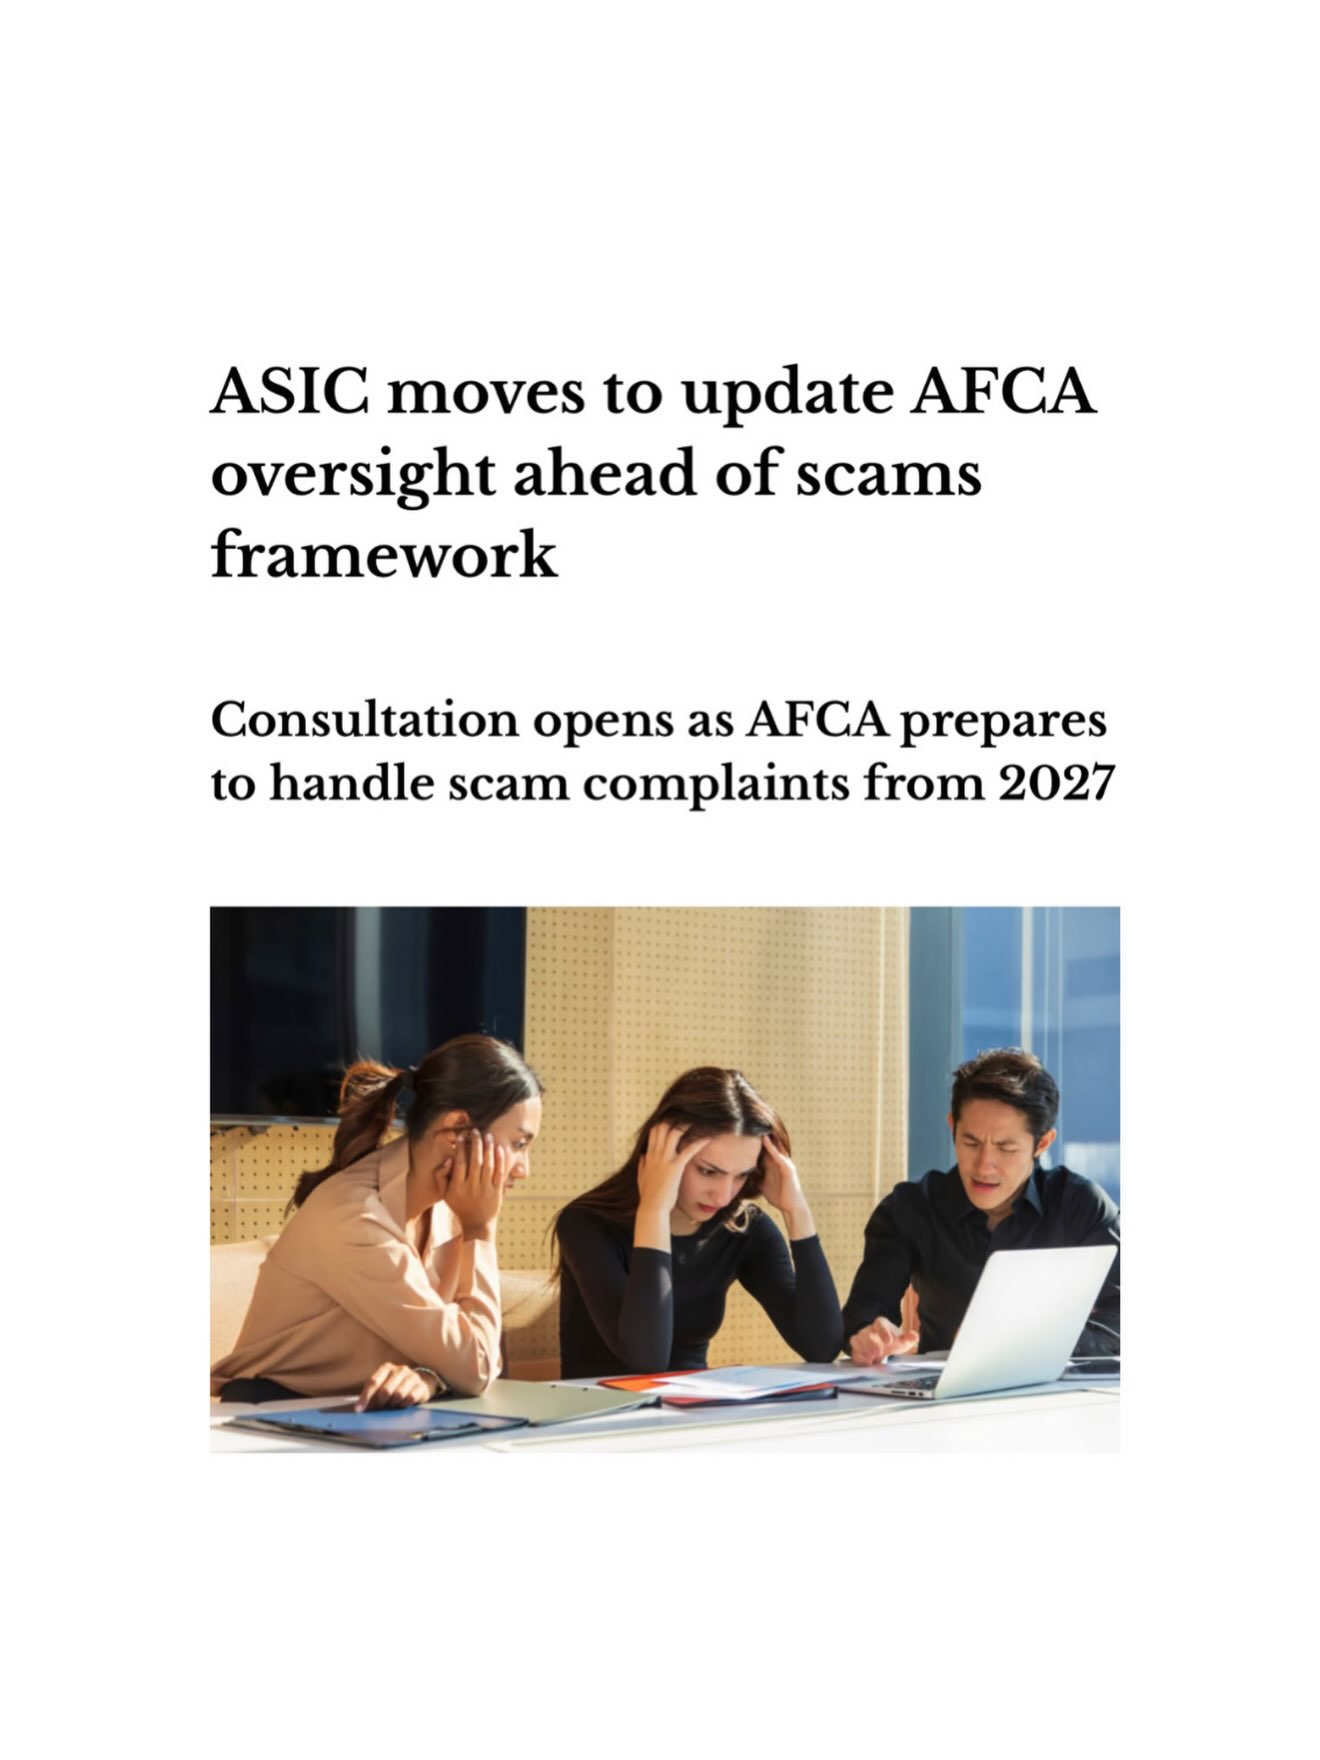 ASIC moves to update AFCA
oversight ahead of scams
framework
Consultation opens as AFCA prepares
to handle scam complaints from 2027